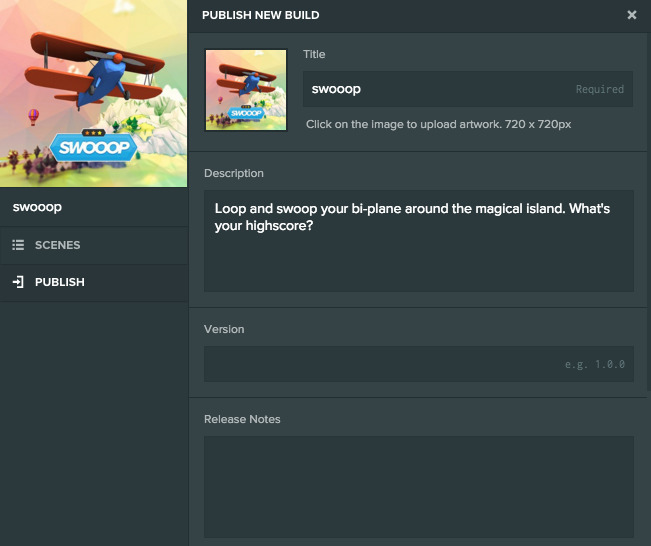 SWOOOP
swooop
SCENES
PUBLISH
PUBLISH NEW BUILD
×
SWOOOP
Title
swooop
Required
Click on the image to upload artwork. 720 x 720px
Description
Loop and swoop your bi-plane around the magical island. What's
your highscore?
Version
e.g. 1.0.0
Release Notes